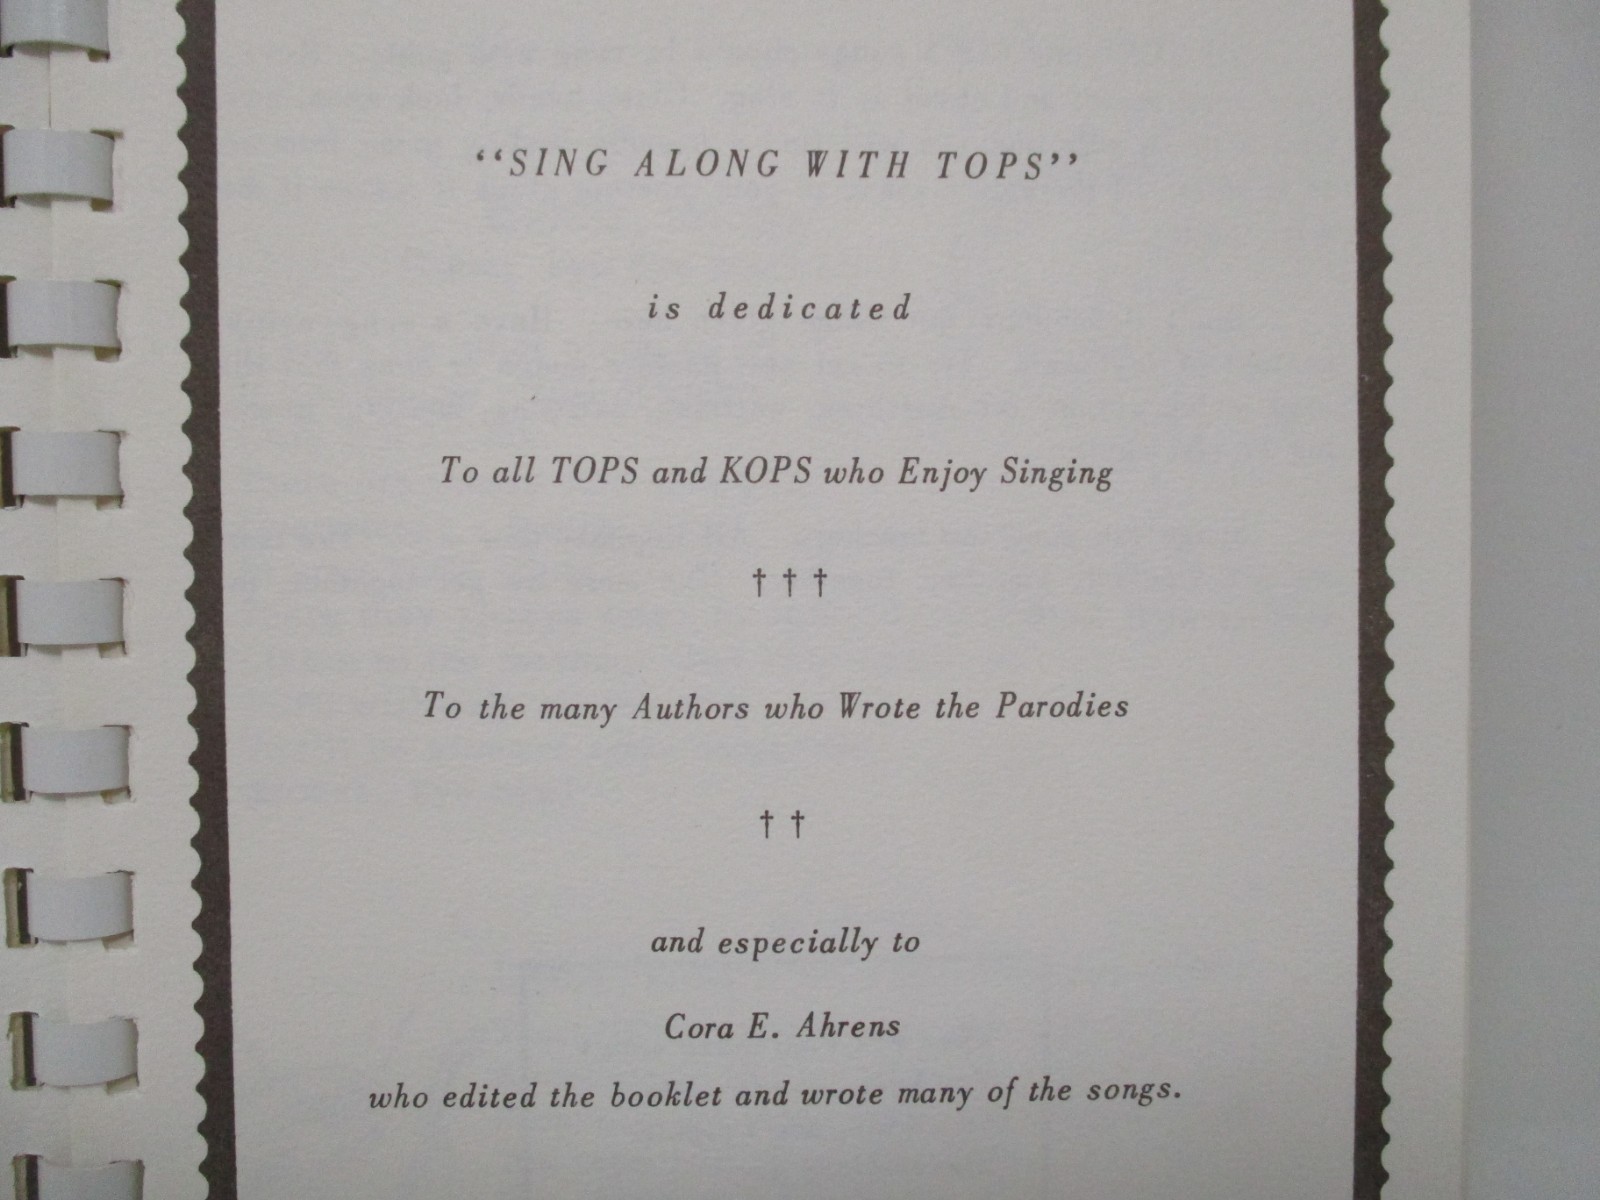 “SING ALONG WITH TOPS”
is dedicated
To all TOPS and KOPS who Enjoy Singing
† † †
To the many Authors who Wrote the Parodies
† †
and especially to
Cora E. Ahrens
who edited the booklet and wrote many of the songs.